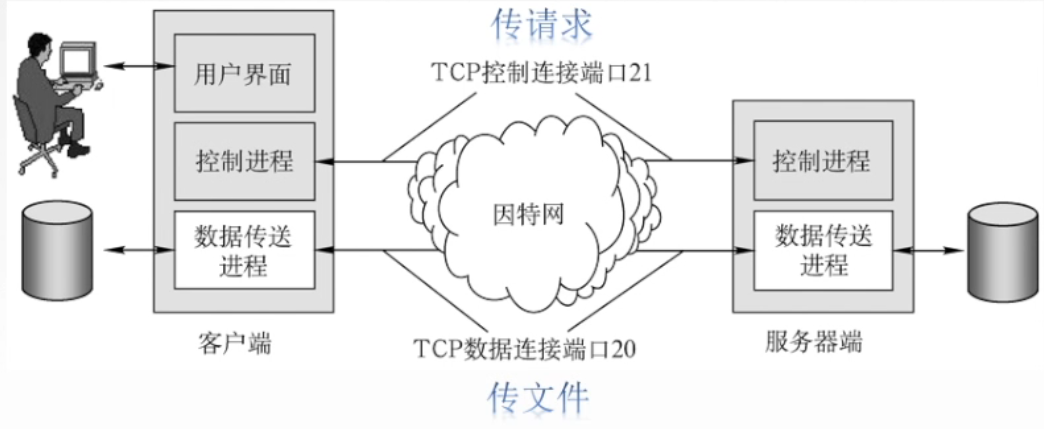 传请求
TCP控制连接端口21
用户界面
控制进程
控制进程
因特网
数据传送
进程
数据传送
进程
客户端
TCP数据连接端口20
服务器端
传文件